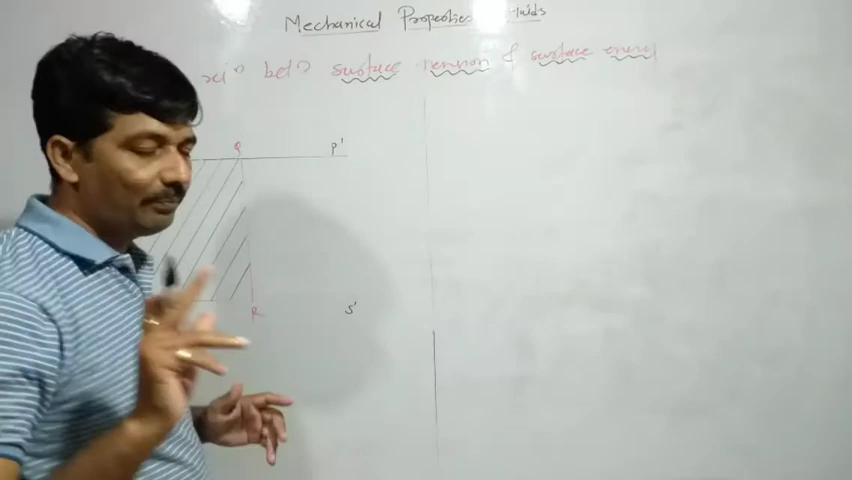 Mechanical Properties
surface tension & surface energy
Q P'
R S'